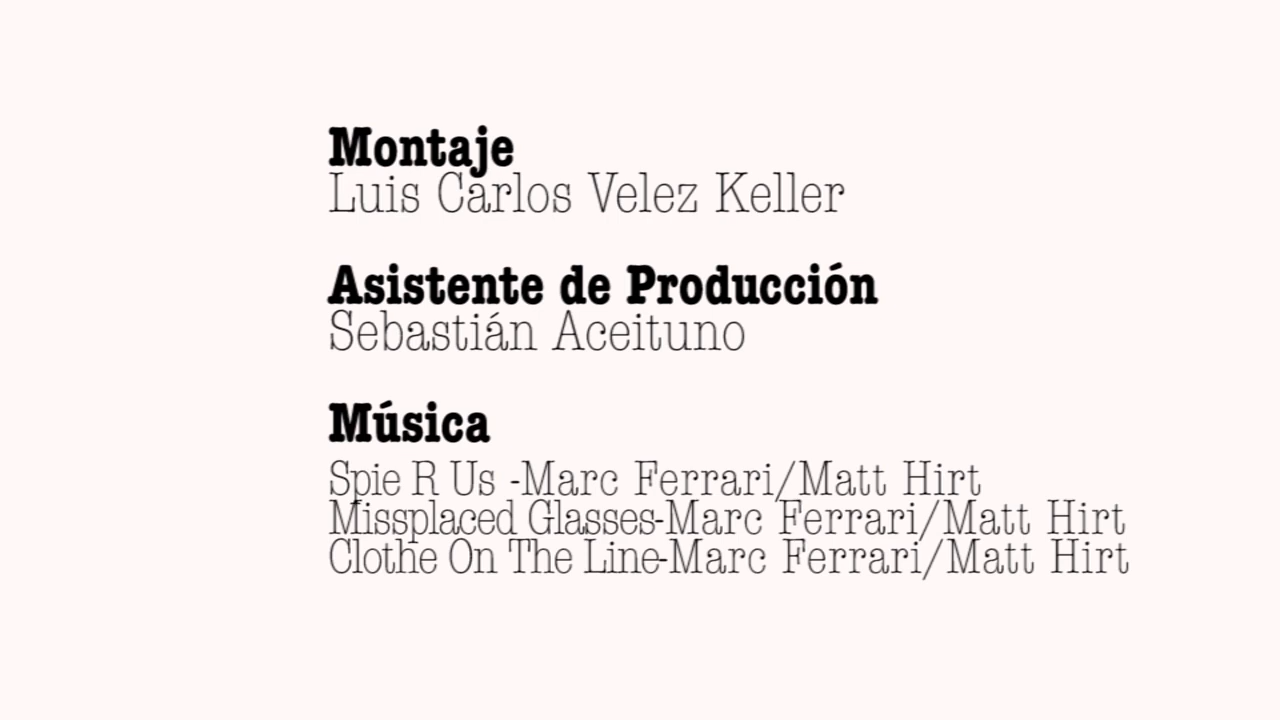 Montaje
Luis Carlos Velez Keller
Asistente de Producción
Sebastián Aceituno
Música
Spie R Us -Marc Ferrari/Matt Hirt
Missplaced Glasses-Marc Ferrari/Matt Hirt
Clothe On The Line-Marc Ferrari/Matt Hirt